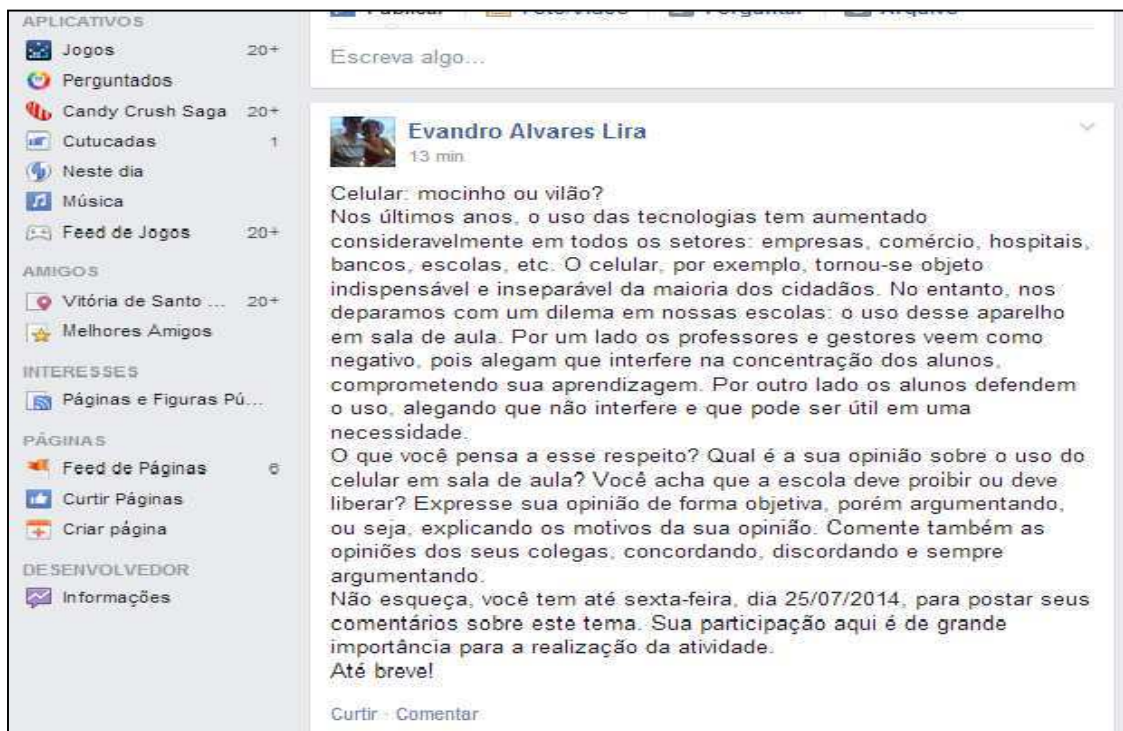 APLICATIVOS
Jogos 20+
Perguntados
Candy Crush Saga 20+
Cutucadas 1
Neste dia
Música
Feed de Jogos 20+
AMIGOS
Vitória de Santo ... 20+
Melhores Amigos
INTERESSES
Páginas e Figuras Pú...
PÁGINAS
Feed de Páginas 6
Curtir Páginas
Criar página
DESENVOLVEDOR
Informações
Escreva algo...
Evandro Alvares Lira
13 min
Celular: mocinho ou vilão?
Nos últimos anos, o uso das tecnologias tem aumentado
consideravelmente em todos os setores: empresas, comércio, hospitais,
bancos, escolas, etc. O celular, por exemplo, tornou-se objeto
indispensável e inseparável da maioria dos cidadãos. No entanto, nos
deparamos com um dilema em nossas escolas: o uso desse aparelho
em sala de aula. Por um lado os professores e gestores veem como
negativo, pois alegam que interfere na concentração dos alunos,
comprometendo sua aprendizagem. Por outro lado os alunos defendem
o uso, alegando que não interfere e que pode ser útil em uma
necessidade.
O que você pensa a esse respeito? Qual é a sua opinião sobre o uso do
celular em sala de aula? Você acha que a escola deve proibir ou deve
liberar? Expresse sua opinião de forma objetiva, porém argumentando,
ou seja, explicando os motivos da sua opinião. Comente também as
opiniões dos seus colegas, concordando, discordando e sempre
argumentando.
Não esqueça, você tem até sexta-feira, dia 25/07/2014, para postar seus
comentários sobre este tema. Sua participação aqui é de grande
importância para a realização da atividade.
Até breve!
Curtir · Comentar